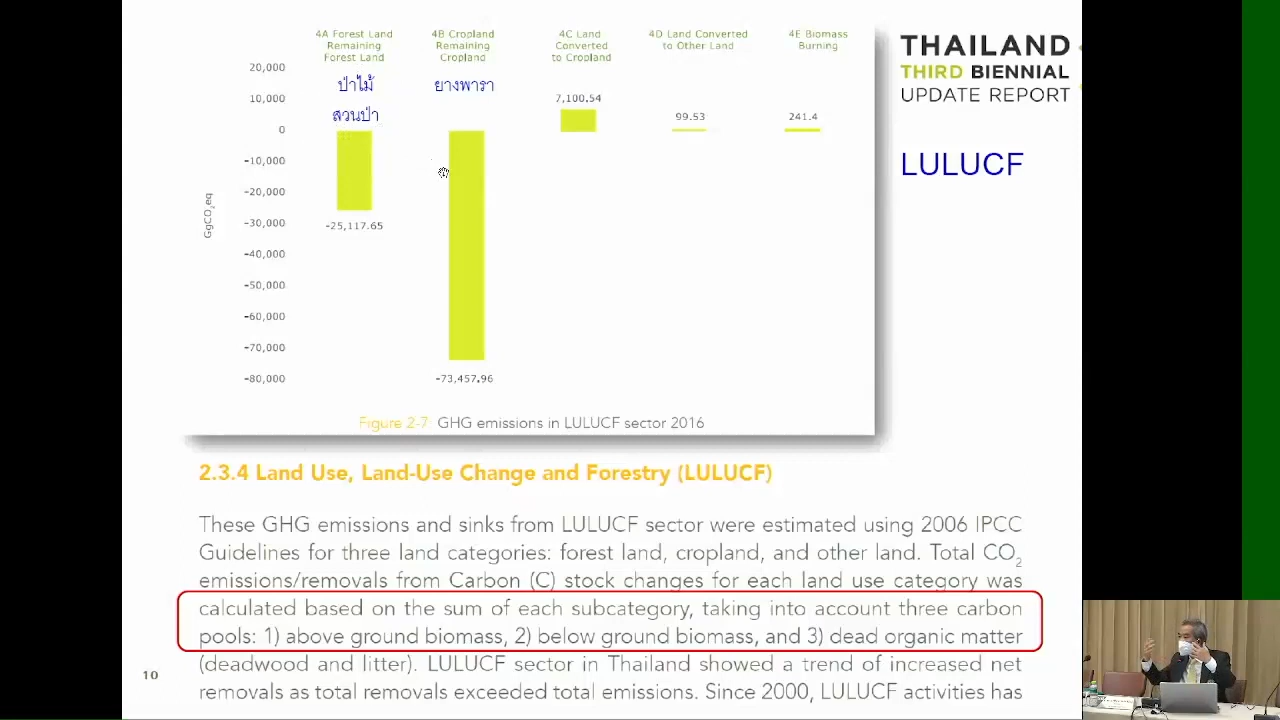 4A Forest Land
Remaining
Forest Land
4B Cropland
Remaining
Cropland
4C Land
Converted
to Cropland
4D Land Converted
to Other Land
4E Biomass
Burning
ป่าไม้
สวนป่า
ยางพารา
20,000
10,000
0
-10,000
-20,000
-30,000
-40,000
-50,000
-60,000
-70,000
-80,000
GgCO₂eq
-25,117.65
-73,457.96
7,100.54
99.53
241.4
Figure 2-7: GHG emissions in LULUCF sector 2016
THAILAND
THIRD BIENNIAL
UPDATE REPORT
LULUCF
2.3.4 Land Use, Land-Use Change and Forestry (LULUCF)
These GHG emissions and sinks from LULUCF sector were estimated using 2006 IPCC
Guidelines for three land categories: forest land, cropland, and other land. Total CO₂
emissions/removals from Carbon (C) stock changes for each land use category was
calculated based on the sum of each subcategory, taking into account three carbon
pools: 1) above ground biomass, 2) below ground biomass, and 3) dead organic matter
(deadwood and litter). LULUCF sector in Thailand showed a trend of increased net
removals as total removals exceeded total emissions. Since 2000, LULUCF activities has
10